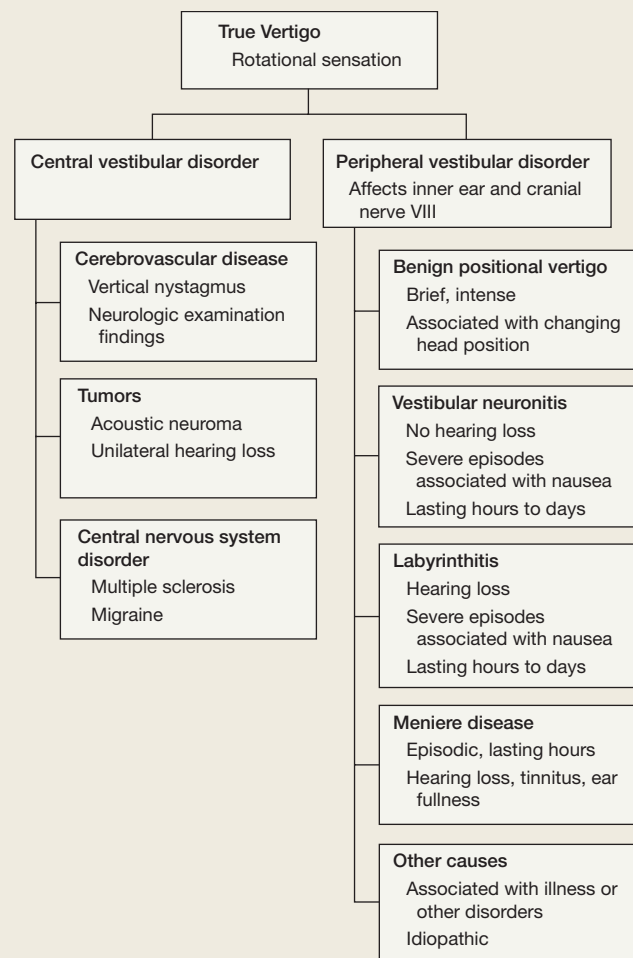 True Vertigo
Rotational sensation
Central vestibular disorder
Cerebrovascular disease
Vertical nystagmus
Neurologic examination
findings
Tumors
Acoustic neuroma
Unilateral hearing loss
Central nervous system
disorder
Multiple sclerosis
Migraine
Peripheral vestibular disorder
Affects inner ear and cranial
nerve VIII
Benign positional vertigo
Brief, intense
Associated with changing
head position
Vestibular neuronitis
No hearing loss
Severe episodes
associated with nausea
Lasting hours to days
Labyrinthitis
Hearing loss
Severe episodes
associated with nausea
Lasting hours to days
Meniere disease
Episodic, lasting hours
Hearing loss, tinnitus, ear
fullness
Other causes
Associated with illness or
other disorders
Idiopathic